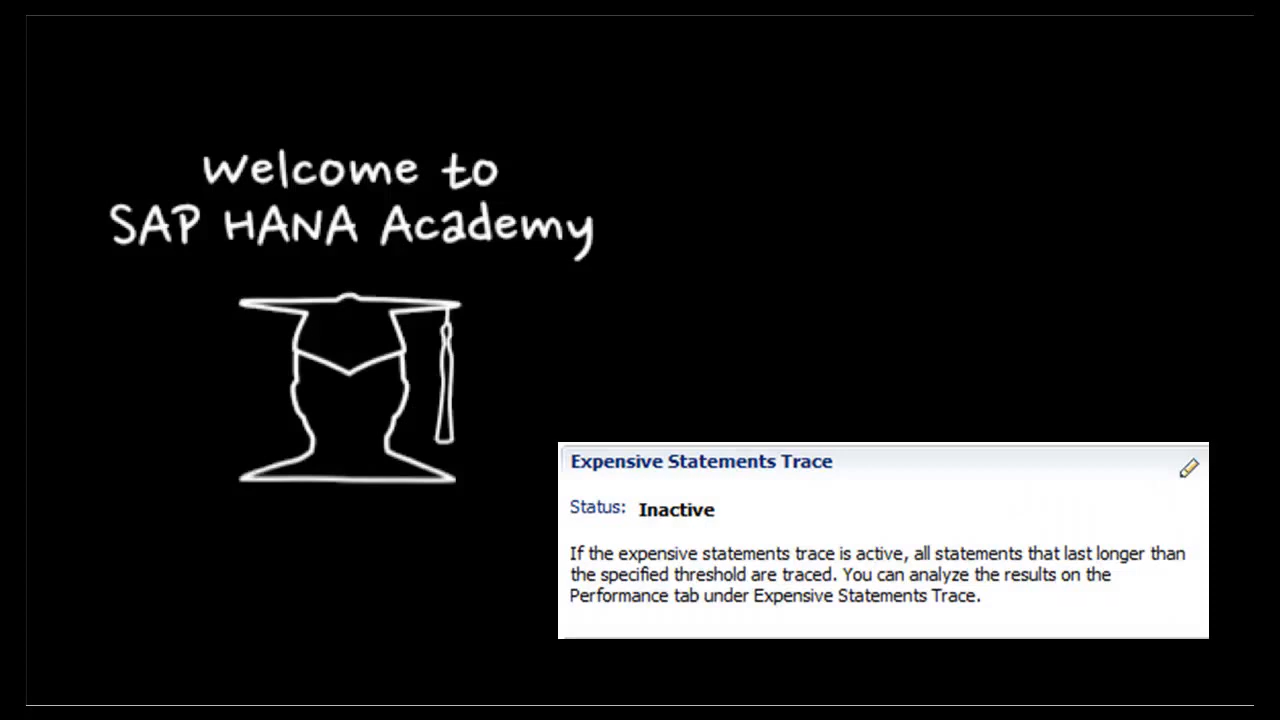 Welcome to
SAP HANA Academy
Expensive Statements Trace
Status: Inactive
If the expensive statements trace is active, all statements that last longer than
the specified threshold are traced. You can analyze the results on the
Performance tab under Expensive Statements Trace.